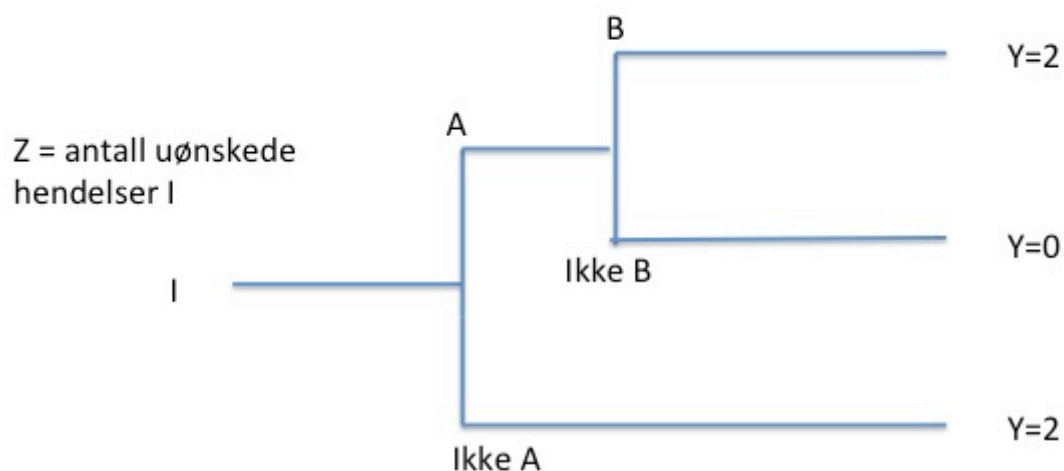 B
Y=2
A
Z = antall uønskede
hendelser I
Y=0
Ikke B
I
Y=2
Ikke A